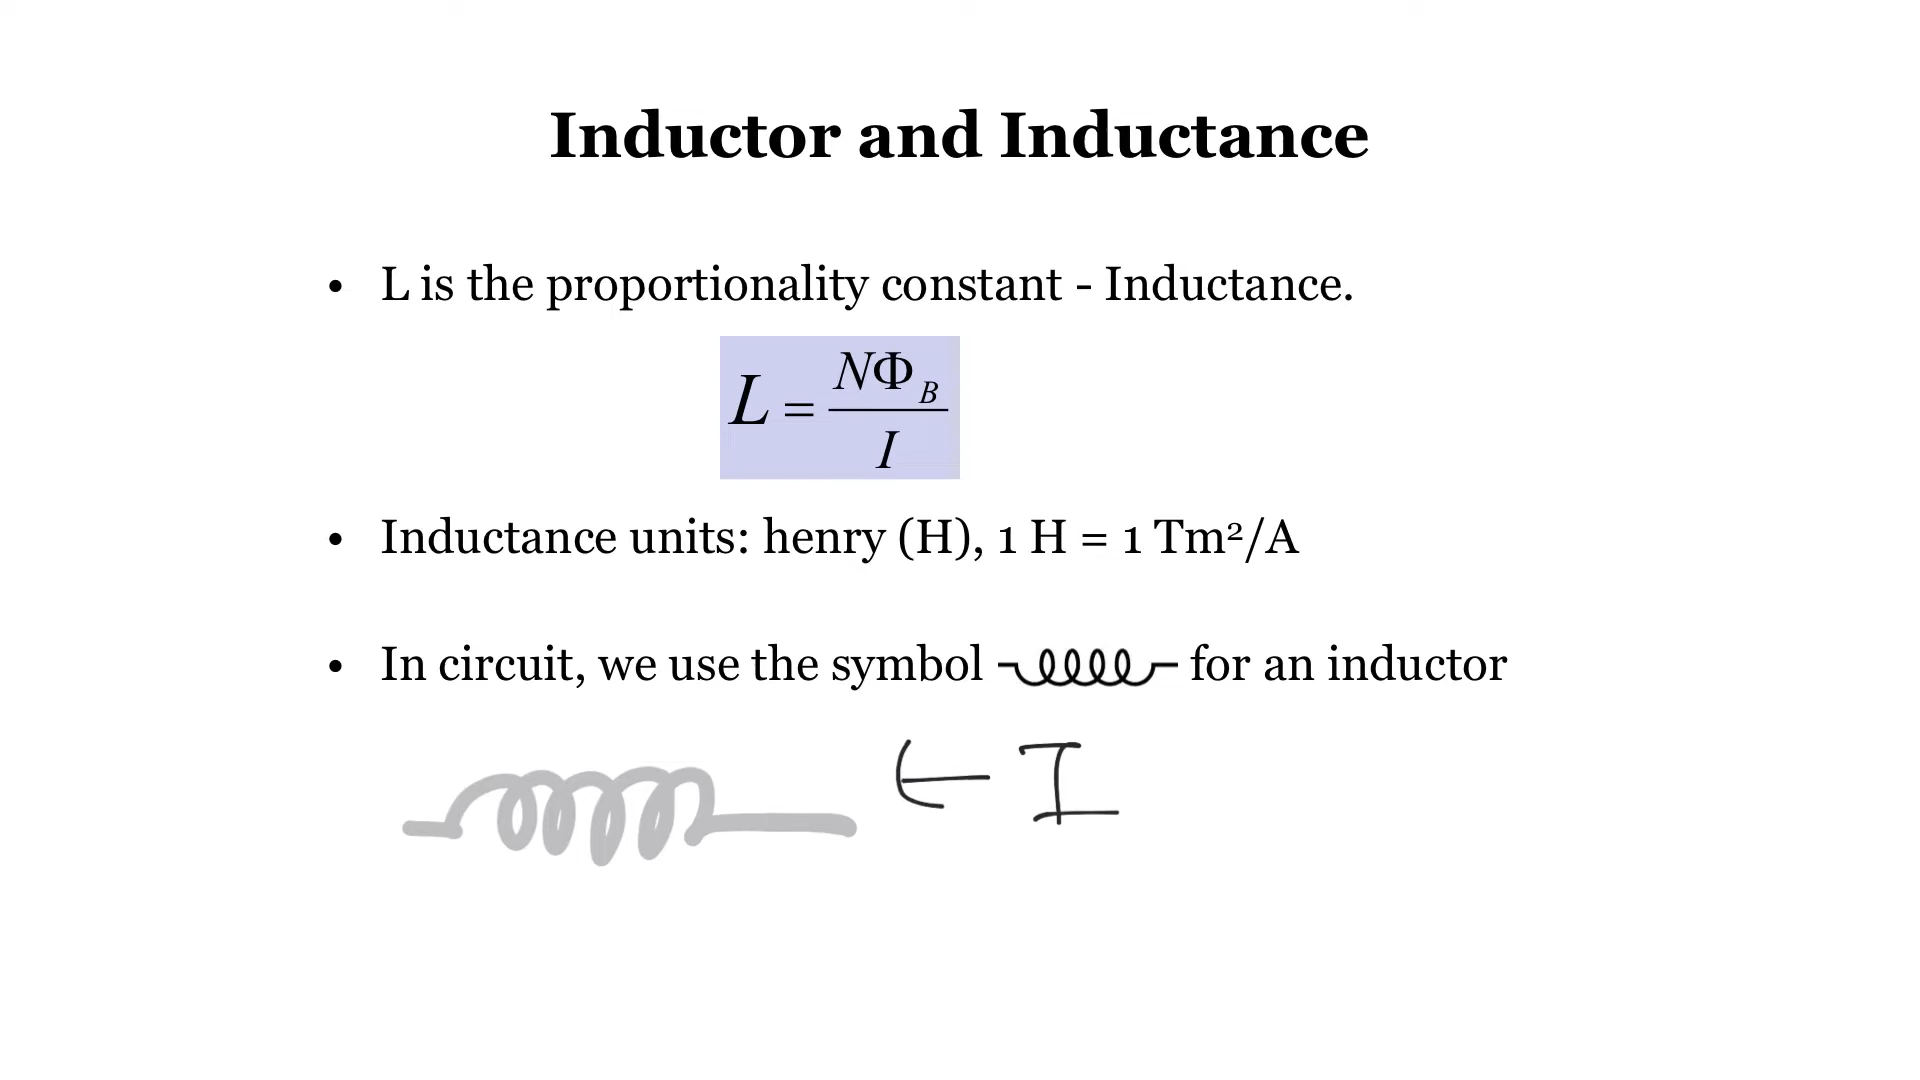 Inductor and Inductance
• L is the proportionality constant - Inductance.
L = NΦ_B / I
• Inductance units: henry (H), 1 H = 1 Tm²/A
• In circuit, we use the symbol for an inductor
← I